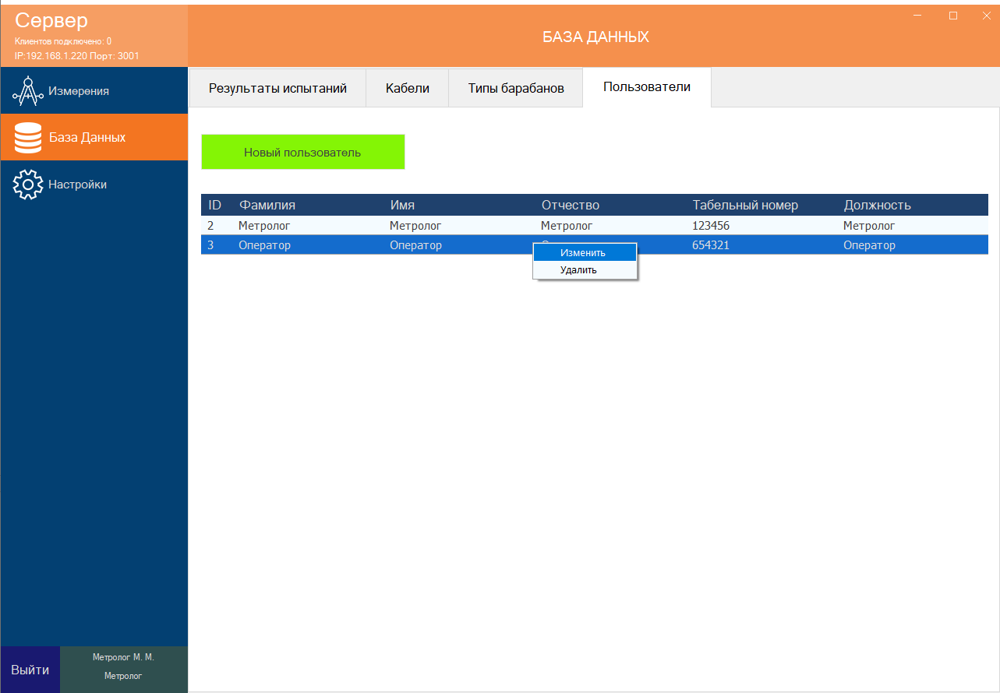 Сервер
Клиентов подключено: 0
IP:192.168.1.220 Порт: 3001
БАЗА ДАННЫХ
Измерения
База Данных
Настройки
Результаты испытаний Кабели Типы барабанов Пользователи
Новый пользователь
ID Фамилия Имя Отчество Табельный номер Должность
2 Метролог Метролог Метролог 123456 Метролог
3 Оператор Оператор 654321 Оператор
Изменить
Удалить
Выйти
Метролог М. М.
Метролог